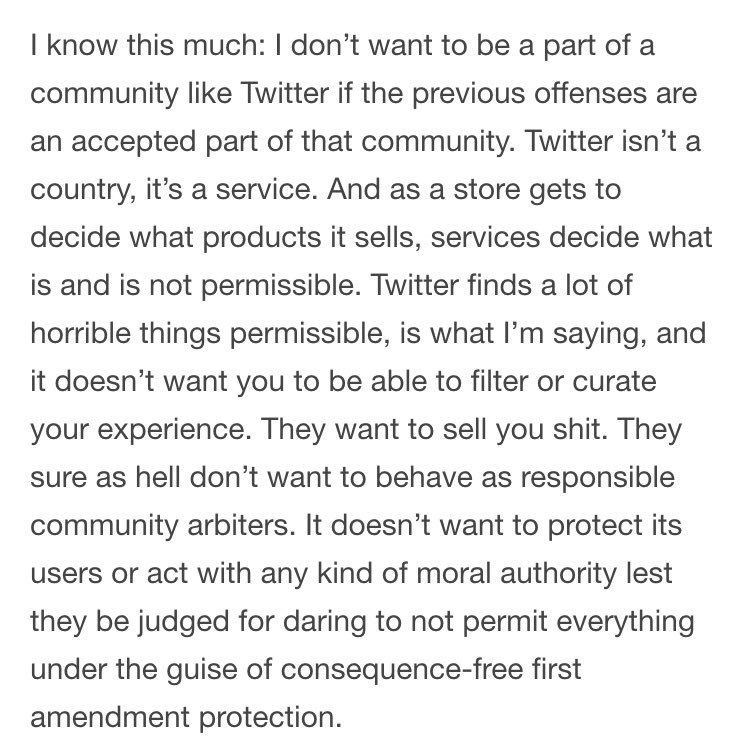 I know this much: I don’t want to be a part of a
community like Twitter if the previous offenses are
an accepted part of that community. Twitter isn’t a
country, it’s a service. And as a store gets to
decide what products it sells, services decide what
is and is not permissible. Twitter finds a lot of
horrible things permissible, is what I’m saying, and
it doesn’t want you to be able to filter or curate
your experience. They want to sell you shit. They
sure as hell don’t want to behave as responsible
community arbiters. It doesn’t want to protect its
users or act with any kind of moral authority lest
they be judged for daring to not permit everything
under the guise of consequence-free first
amendment protection.